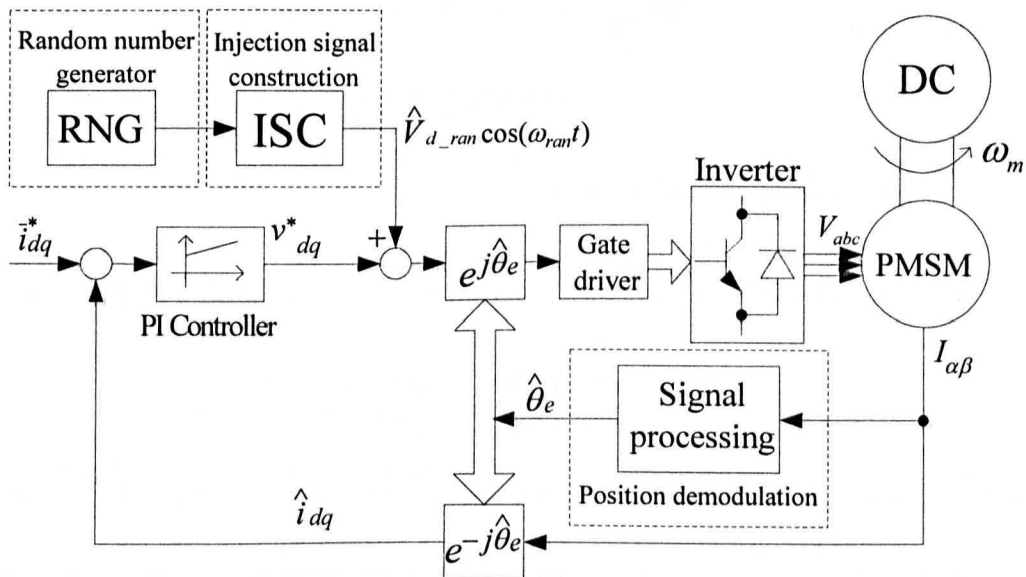 Random number
generator
RNG
Injection signal
construction
ISC
V̂d_ran cos(ωran t)
DC
ωm
Inverter
i*dq
v*dq
+
PI Controller
e^jθ̂e
Gate
driver
Vabc
PMSM
Iαβ
θ̂e
Signal
processing
Position demodulation
îdq
e^-jθ̂e